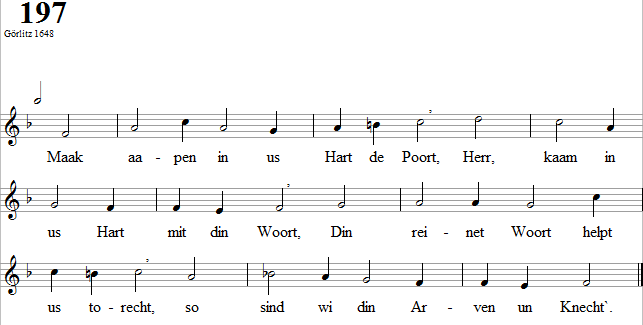 197
Görlitz 1648
Maak aa - pen in us Hart de Poort, Herr, kaam in
us Hart mit din Woort, Din rei - net Woort helpt
us to - recht, so sind wi din Ar - ven un Knecht`.